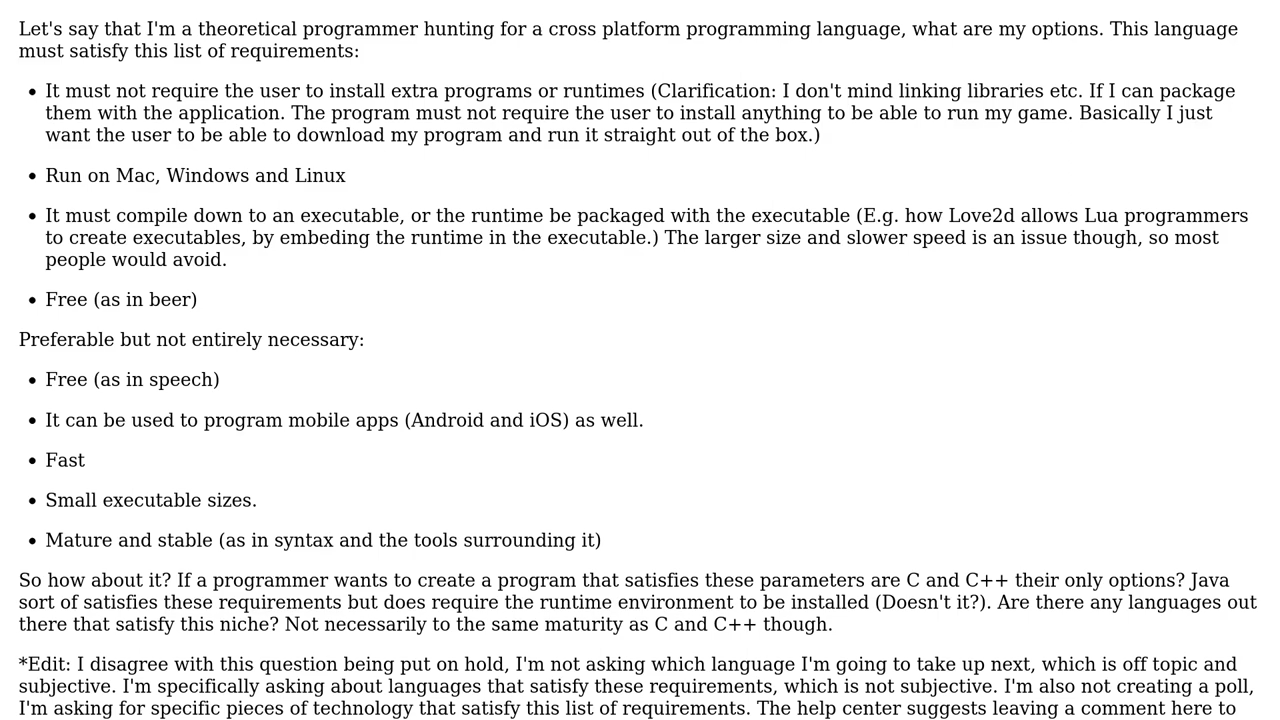 Let's say that I'm a theoretical programmer hunting for a cross platform programming language, what are my options. This language
must satisfy this list of requirements:
• It must not require the user to install extra programs or runtimes (Clarification: I don't mind linking libraries etc. If I can package
them with the application. The program must not require the user to install anything to be able to run my game. Basically I just
want the user to be able to download my program and run it straight out of the box.)
• Run on Mac, Windows and Linux
• It must compile down to an executable, or the runtime be packaged with the executable (E.g. how Love2d allows Lua programmers
to create executables, by embeding the runtime in the executable.) The larger size and slower speed is an issue though, so most
people would avoid.
• Free (as in beer)
Preferable but not entirely necessary:
• Free (as in speech)
• It can be used to program mobile apps (Android and iOS) as well.
• Fast
• Small executable sizes.
• Mature and stable (as in syntax and the tools surrounding it)
So how about it? If a programmer wants to create a program that satisfies these parameters are C and C++ their only options? Java
sort of satisfies these requirements but does require the runtime environment to be installed (Doesn't it?). Are there any languages out
there that satisfy this niche? Not necessarily to the same maturity as C and C++ though.
*Edit: I disagree with this question being put on hold, I'm not asking which language I'm going to take up next, which is off topic and
subjective. I'm specifically asking about languages that satisfy these requirements, which is not subjective. I'm also not creating a poll,
I'm asking for specific pieces of technology that satisfy this list of requirements. The help center suggests leaving a comment here to